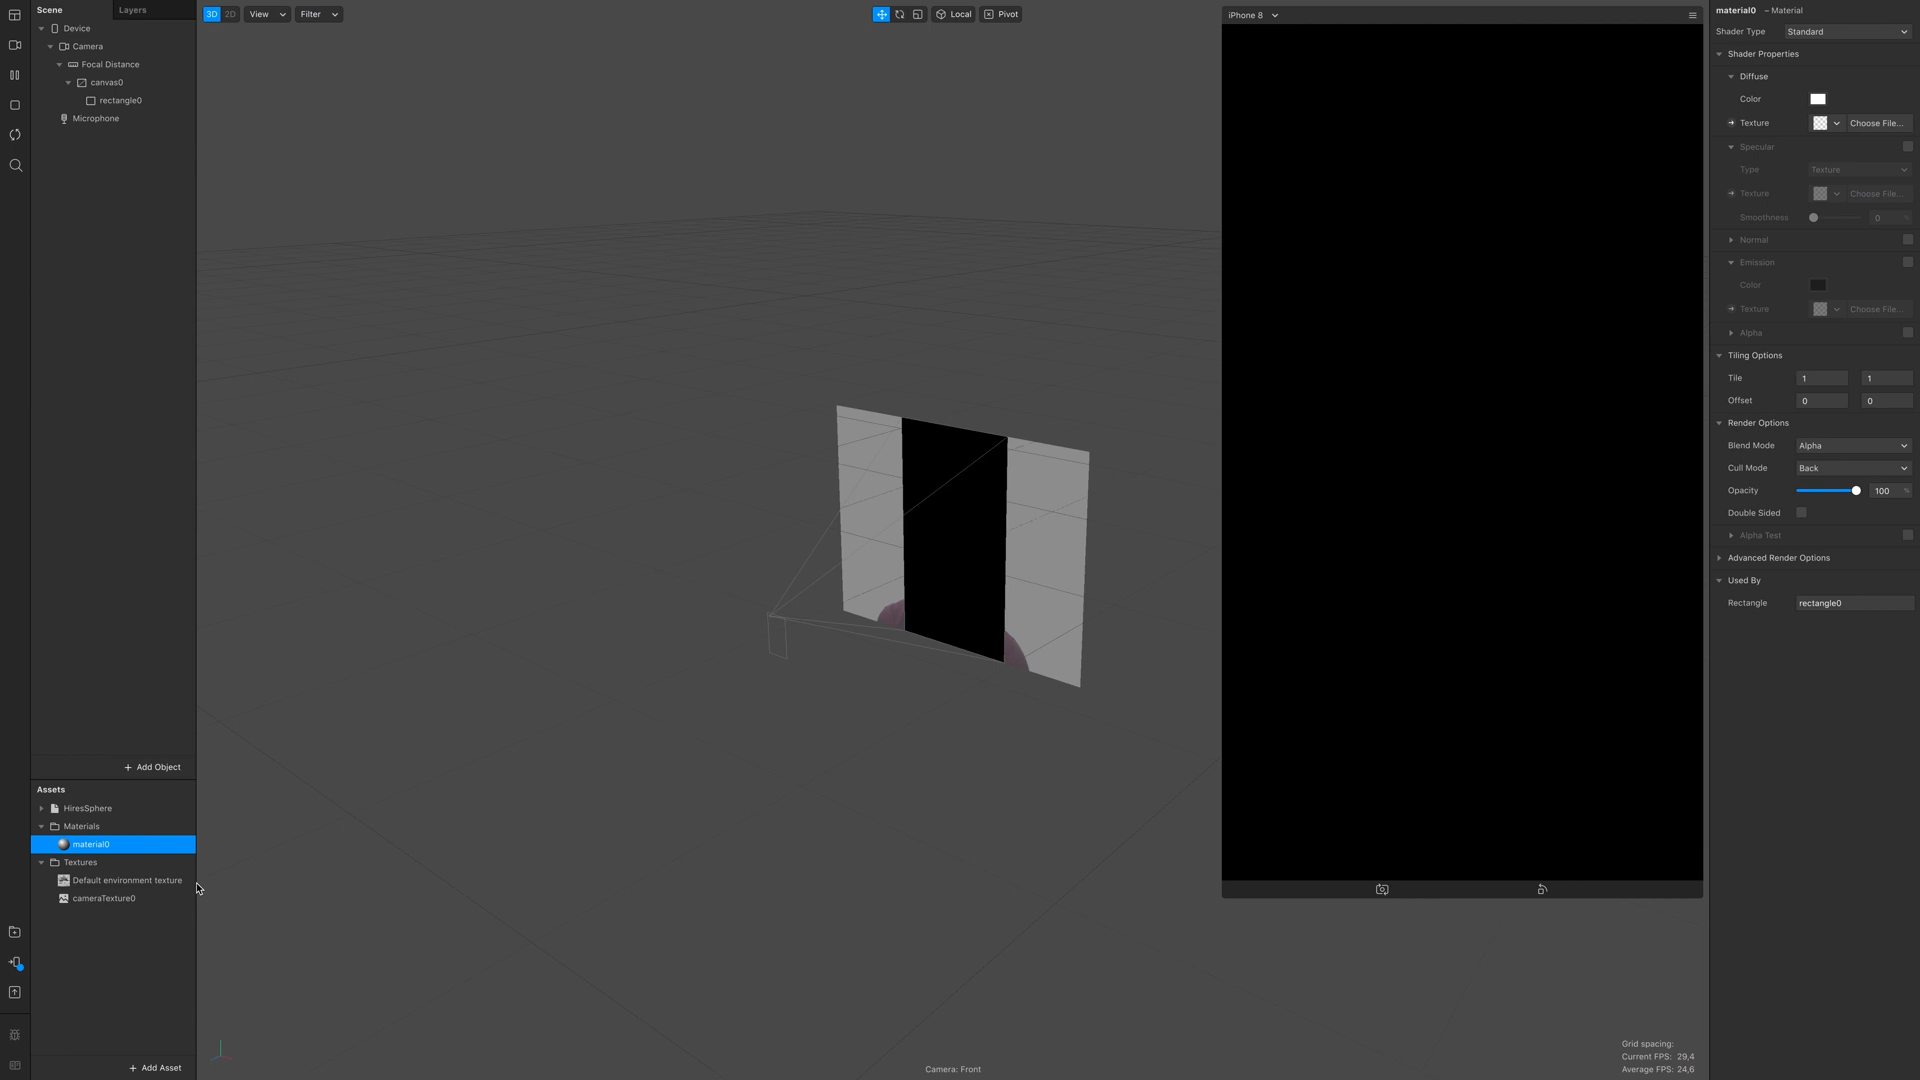 Scene
Layers
Device
Camera
Focal Distance
canvas0
rectangle0
Microphone
+ Add Object
Assets
HiresSphere
Materials
material0
Textures
Default environment texture
cameraTexture0
+ Add Asset
3D 2D View Filter
Local Pivot
Camera: Front
Grid spacing:
Current FPS: 29,4
Average FPS: 24,6
iPhone 8
material0 – Material
Shader Type Standard
Shader Properties
Diffuse
Color
Texture Choose File...
Specular
Type Texture
Texture Choose File...
Smoothness 0 %
Normal
Emission
Color
Texture Choose File...
Alpha
Tiling Options
Tile 1 1
Offset 0 0
Render Options
Blend Mode Alpha
Cull Mode Back
Opacity 100 %
Double Sided
Alpha Test
Advanced Render Options
Used By
Rectangle rectangle0